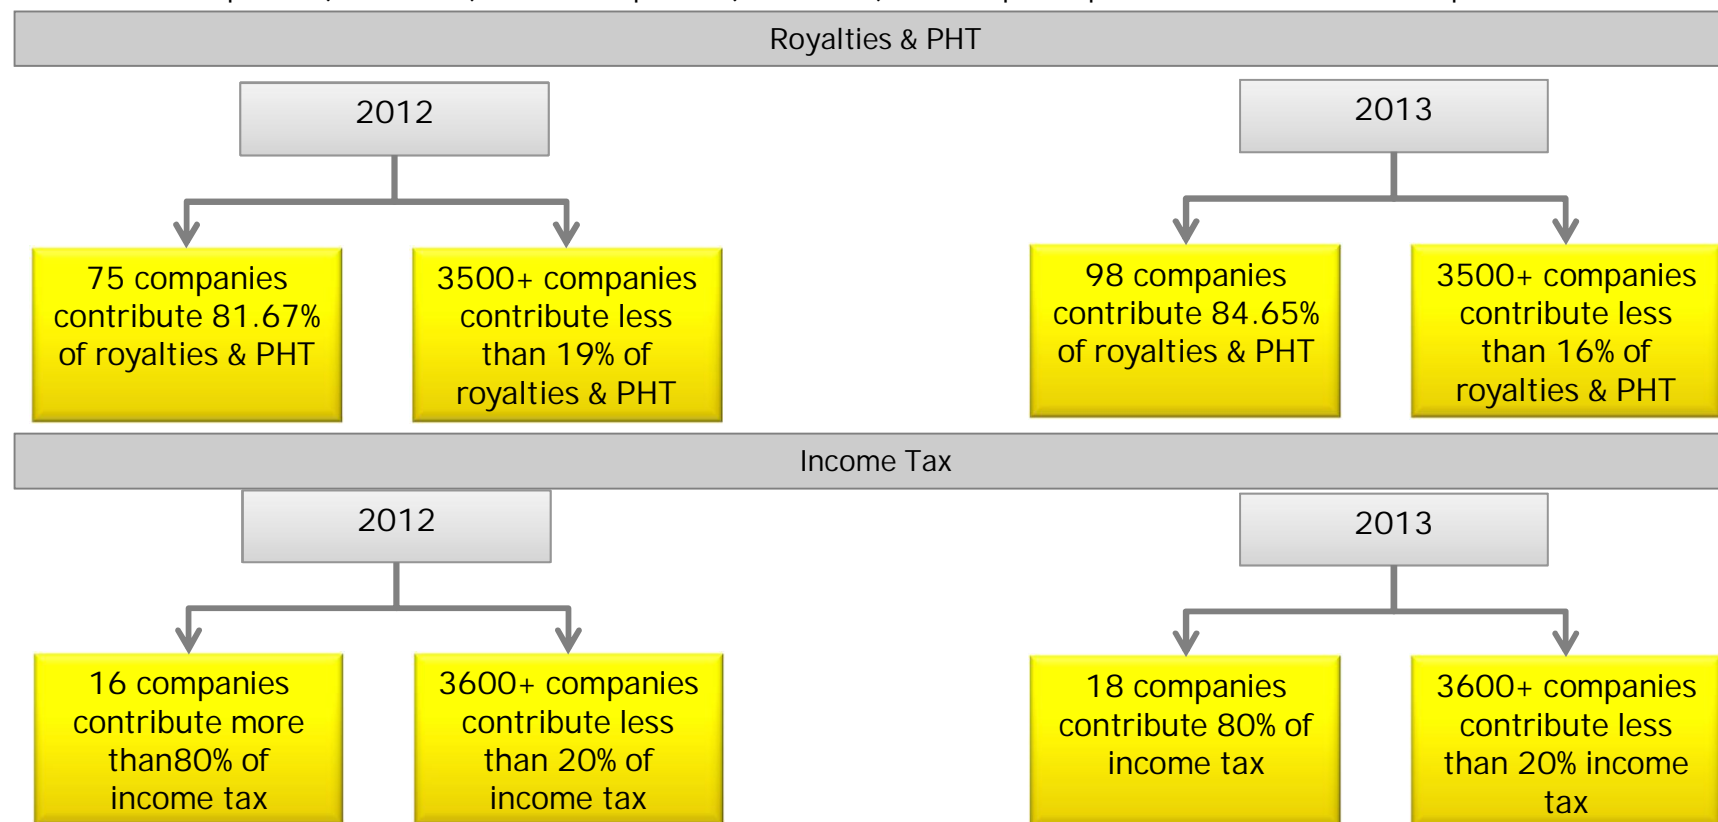 Royalties & PHT
2012
2013
75 companies
contribute 81.67%
of royalties & PHT
3500+ companies
contribute less
than 19% of
royalties & PHT
98 companies
contribute 84.65%
of royalties & PHT
3500+ companies
contribute less
than 16% of
royalties & PHT
Income Tax
2012
2013
16 companies
contribute more
than80% of
income tax
3600+ companies
contribute less
than 20% of
income tax
18 companies
contribute 80% of
income tax
3600+ companies
contribute less
than 20% income
tax